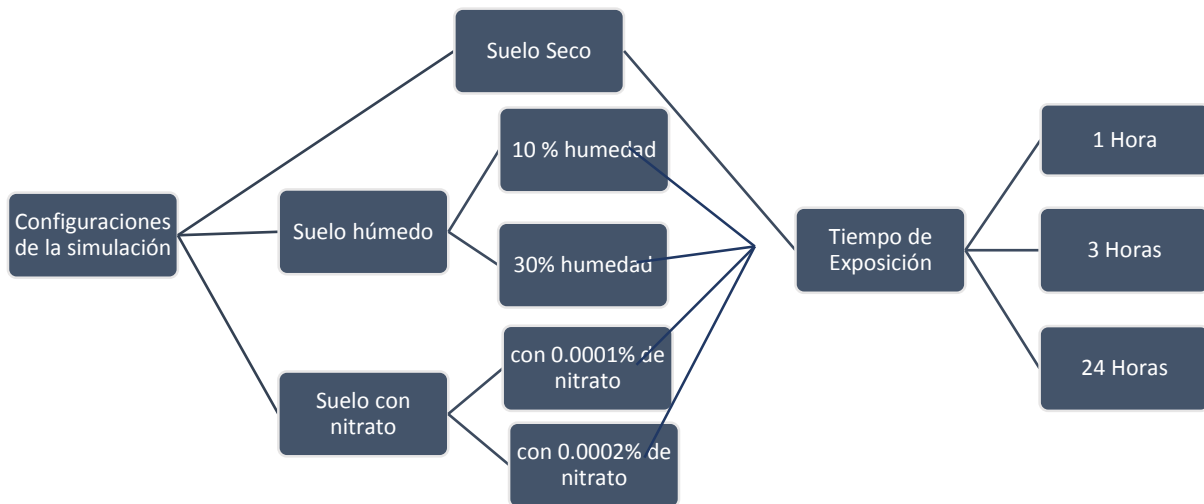 Suelo Seco
10 % humedad
1 Hora
Configuraciones
de la simulación
Suelo húmedo
30% humedad
Tiempo de
Exposición
3 Horas
con 0.0001% de
nitrato
24 Horas
Suelo con
nitrato
con 0.0002% de
nitrato